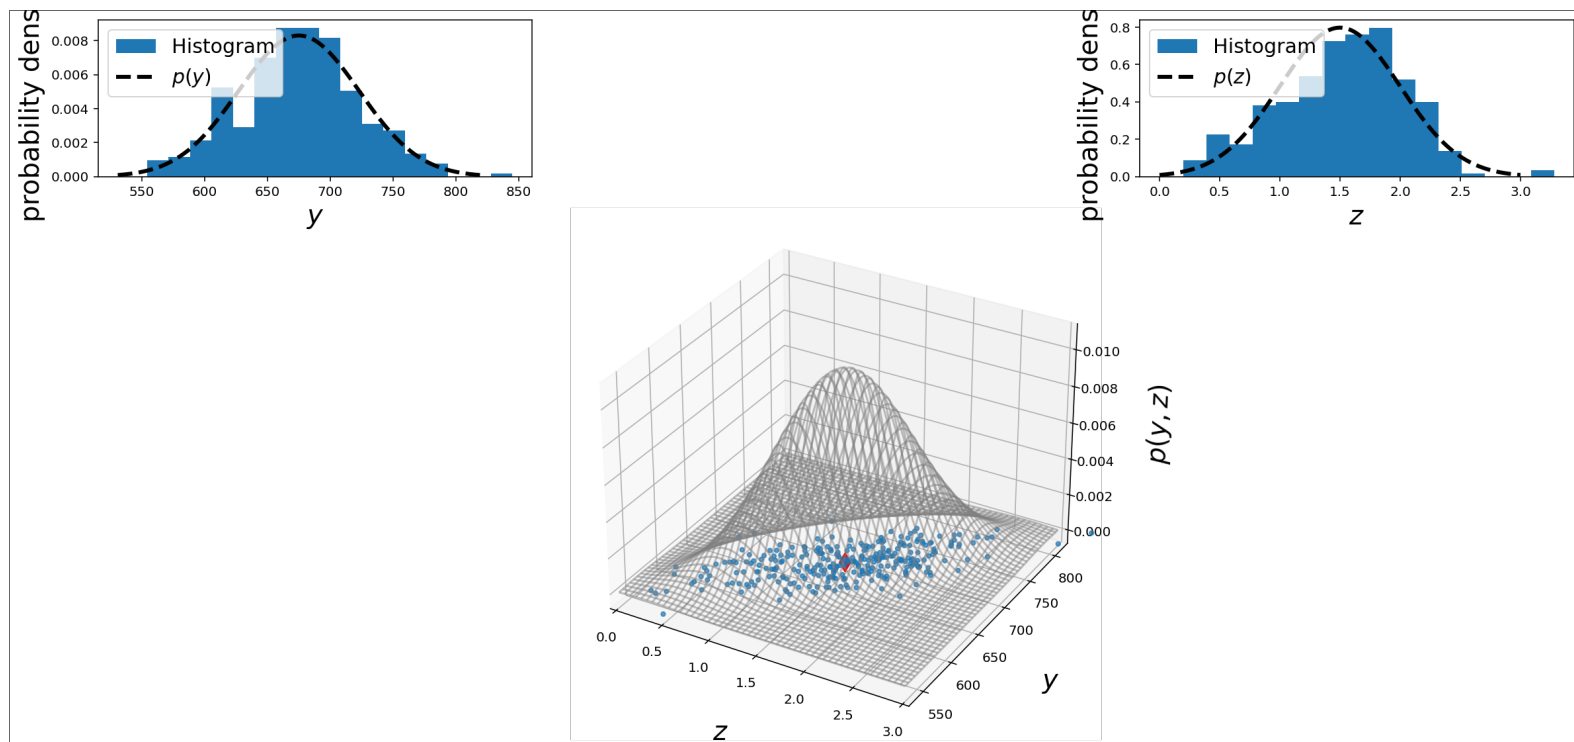 probability dens
0.008
0.006
0.004
0.002
0.000
Histogram
p(y)
550 600 650 700 750 800 850
y
probability dens
0.8
0.6
0.4
0.2
0.0
Histogram
p(z)
0.0 0.5 1.0 1.5 2.0 2.5 3.0
z
0.010
0.008
0.006
0.004
0.002
0.000
p(y, z)
0.0 0.5 1.0 1.5 2.0 2.5 3.0
z
550 600 650 700 750 800
y